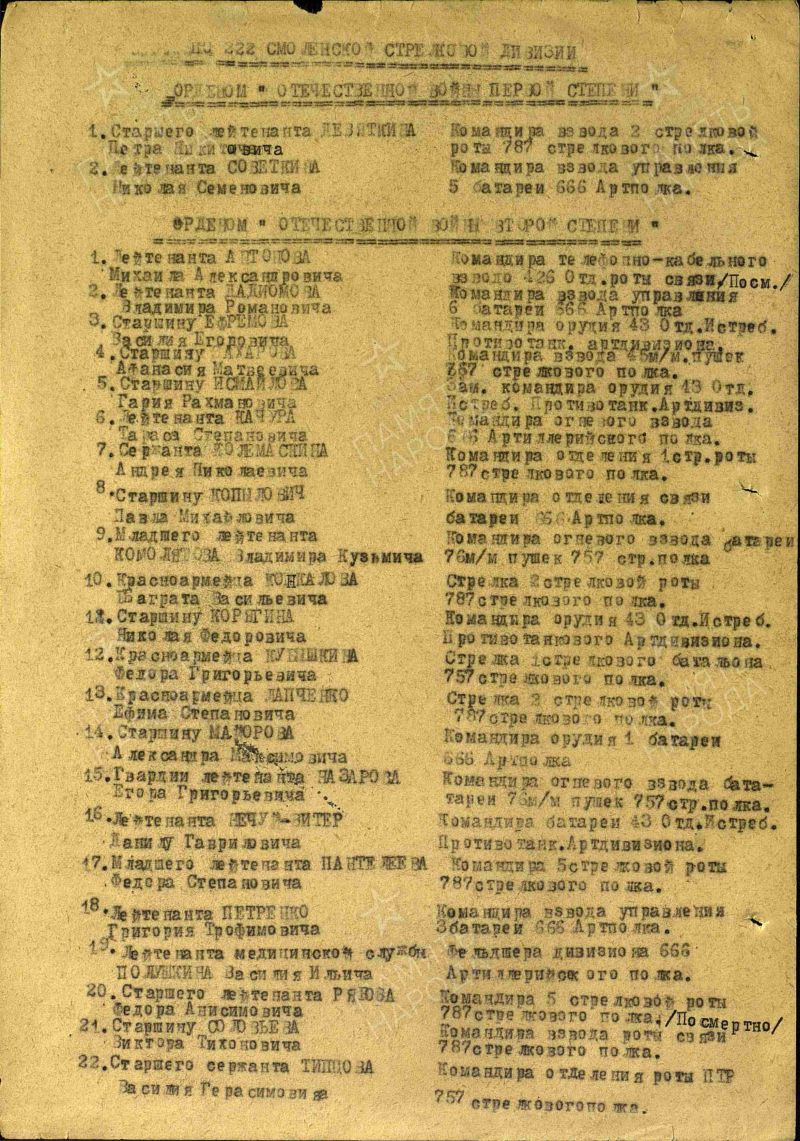 ПО 222 СМОЛЕНСКОЙ СТРЕЛКОВОЙ ДИВИЗИИ
ОРДЕНОМ " ОТЕЧЕСТВЕННОЙ ВОЙНЫ ПЕРВОЙ СТЕПЕНИ "
1. Старшего лейтенанта ДЕВЯТКИНА Командира взвода 2 стрелковой
Петра Никитовича роты 787 стрелкового полка.
2. Лейтенанта СОВЕТКИНА Командира взвода управления
Николая Семеновича 5 батареи 666 Артполка.
ОРДЕНОМ " ОТЕЧЕСТВЕННОЙ ВОЙНЫ ВТОРОЙ СТЕПЕНИ "
1. Лейтенанта АНТОНОВА Командира телефонно-кабельного
Михаила Александровича взвода 426 Отд.роты связи/Посм./
2. Лейтенанта Командира взвода управления
Владимира Романовича 6 батареи 666 Артполка
3. Старшину ЕФРЕМОВА Командира орудия 43 Отд.Истреб.
Василия Егоровича Противотанк. артдивизиона.
4. Старшину Командира взвода 45м/м.пушек
Афанасия Матвеевича 757 стрелкового полка.
5. Старшину ИСМАЙЛОВА Зам. командира орудия 43 Отд.
Гария Рахмановича Истреб. Противотанк.Артдивиз.
6. Лейтенанта КАЧУРА Командира огневого взвода
Тараса Степановича 666 Артиллерийского полка.
7. Сержанта КОЛЕМАСКИНА Командира отделения 1стр.роты
Андрея Николаевича 787стрелкового полка.
8. Старшину КОПЫЛОВИЧ Командира отделения связи
Павла Михайловича батареи 666 Артполка.
9. Младшего лейтенанта Командира огневого взвода батареи
Владимира Кузьмича 76м/м пушек 757 стр.полка
10. Красноармейца Стрелка 2стрелковой роты
Баграта Васильевича 787стрелкового полка.
11. Старшину КОРЯГИНА Командира орудия 43 Отд.Истреб.
Николая Федоровича Противотанкового Артдивизиона.
12. Красноармейца КУВЫШКИНА Стрелка 1стрелкового батальона
Федора Григорьевича 757стрелкового полка.
13. Красноармейца ЛАПЧЕНКО Стрелка 2 стрелковой роты
Ефима Степановича 787стрелкового полка.
14. Старшину МАЙОРОВА Командира орудия 1 батареи
Александра Максимовича 666 Артполка
15. Гвардии лейтенанта НАЗАРОВА Командира огневого взвода бата-
Егора Григорьевича тареи 76м/м пушек 757стр.полка.
16. Лейтенанта НЕЧУЙ-ВИТЕР Командира батареи 43 Отд.Истреб.
Данилу Гавриловича Противотанк.Артдивизиона.
17. Младшего лейтенанта ПАНТЕЛЕЕВА Командира 5стрелковой роты
Федора Степановича 787стрелкового полка.
18. Лейтенанта ПЕТРЕНКО Командира взвода управления
Григория Трофимовича 3батареи 666 Артполка.
19. Лейтенанта медицинской службы Фельдшера дивизиона 666
ПОЛУШКИНА Василия Ильича Артиллерийского полка.
20. Старшего лейтенанта Командира 5 стрелковой роты
Федора Анисимовича 787стрелкового полка./Посмертно/
21. Старшину СОЛОВЬЕВА Командира взвода роты связи
Виктора Тихоновича 787стрелкового полка.
22. Старшего сержанта ТИПЦОВА Командира отделения роты ПТР
Василия Герасимовича 757 стрелковогополка.